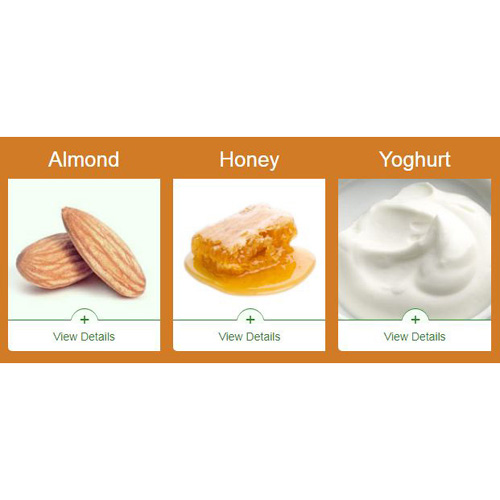 Almond
Honey
Yoghurt
+
+
+
View Details
View Details
View Details